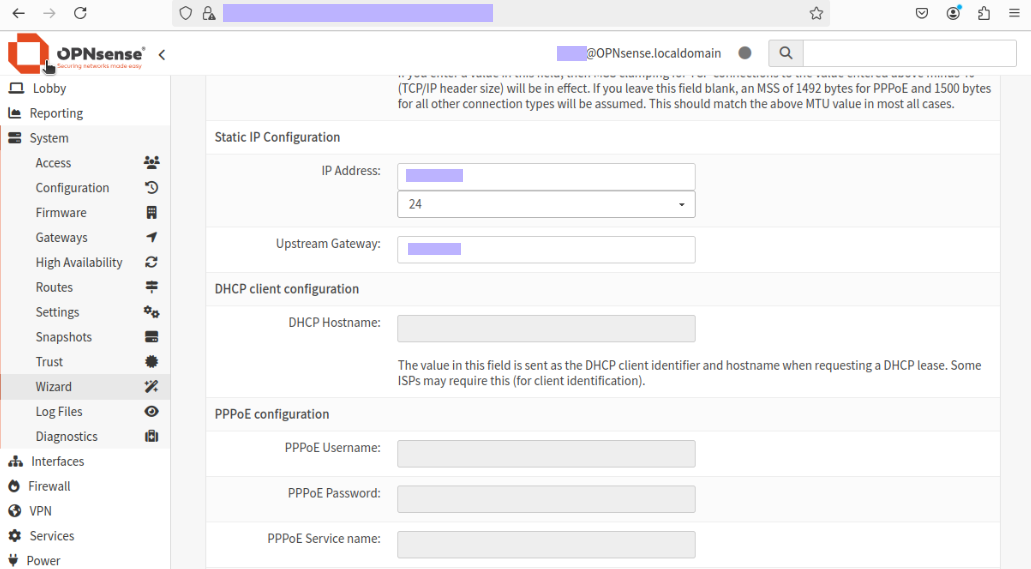 OPNsense®
Securing networks made easy
@OPNsense.localdomain
Lobby
Reporting
System
Access
Configuration
Firmware
Gateways
High Availability
Routes
Settings
Snapshots
Trust
Wizard
Log Files
Diagnostics
Interfaces
Firewall
VPN
Services
Power
(TCP/IP header size) will be in effect. If you leave this field blank, an MSS of 1492 bytes for PPPoE and 1500 bytes
for all other connection types will be assumed. This should match the above MTU value in most all cases.
Static IP Configuration
IP Address:
24
Upstream Gateway:
DHCP client configuration
DHCP Hostname:
The value in this field is sent as the DHCP client identifier and hostname when requesting a DHCP lease. Some
ISPs may require this (for client identification).
PPPoE configuration
PPPoE Username:
PPPoE Password:
PPPoE Service name: